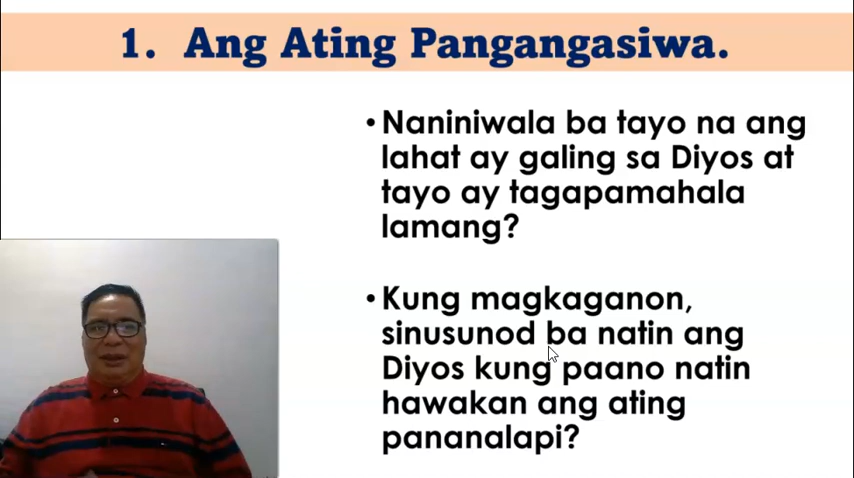 1. Ang Ating Pangangasiwa.
• Naniniwala ba tayo na ang
lahat ay galing sa Diyos at
tayo ay tagapamahala
lamang?
• Kung magkaganon,
sinusunod ba natin ang
Diyos kung paano natin
hawakan ang ating
pananalapi?